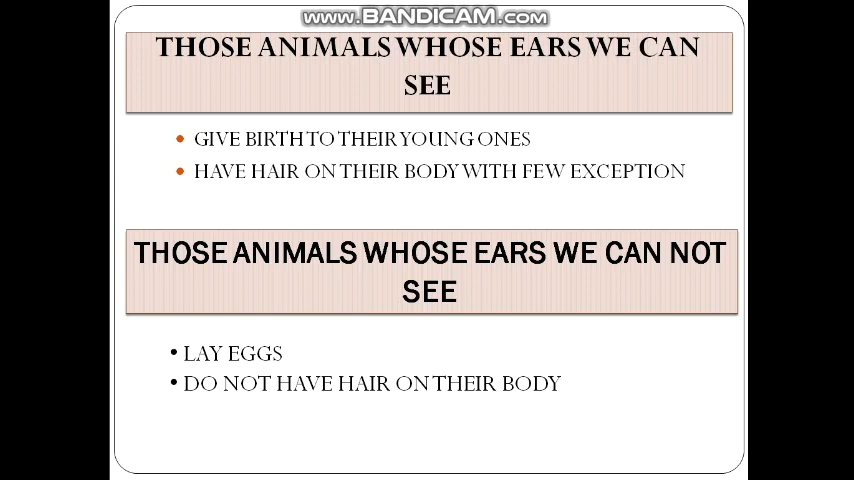 www.BANDICAM.com
THOSE ANIMALS WHOSE EARS WE CAN
SEE
• GIVE BIRTH TO THEIR YOUNG ONES
• HAVE HAIR ON THEIR BODY WITH FEW EXCEPTION
THOSE ANIMALS WHOSE EARS WE CAN NOT
SEE
• LAY EGGS
• DO NOT HAVE HAIR ON THEIR BODY